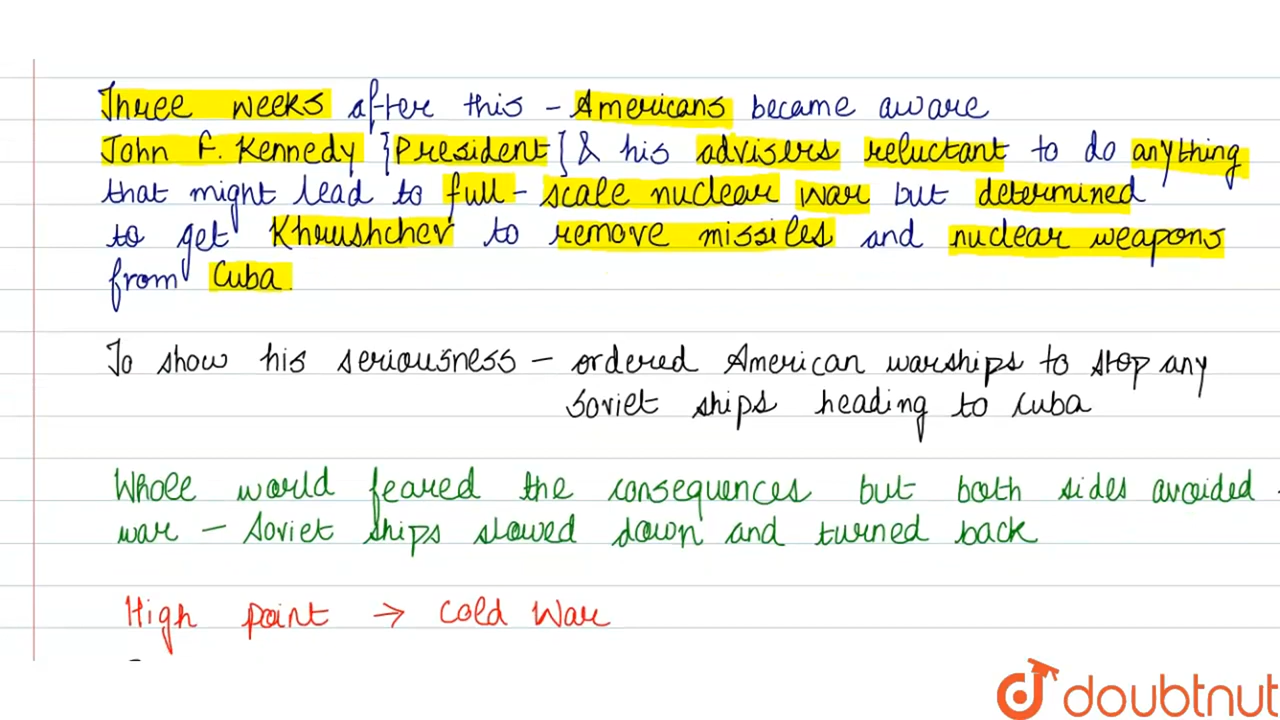 Three weeks after this - Americans became aware
John F. Kennedy {President} & his advisers reluctant to do anything
that might lead to full-scale nuclear war but determined
to get Khrushchev to remove missiles and nuclear weapons
from Cuba.
To show his seriousness - ordered American warships to stop any
Soviet ships heading to Cuba
Whole world feared the consequences but both sides avoided
war - Soviet ships slowed down and turned back
High point → Cold War
doubtnut